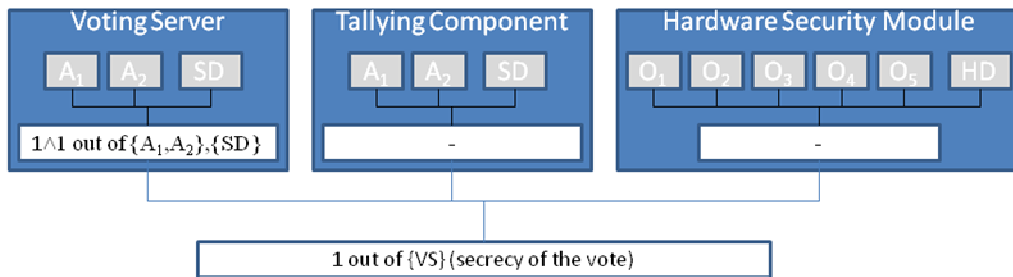 Voting Server
Tallying Component
Hardware Security Module
A₁ A₂ SD
A₁ A₂ SD
O₁ O₂ O₃ O₄ O₅ HD
1∧1 out of {A₁,A₂},{SD}
-
-
1 out of {VS} (secrecy of the vote)